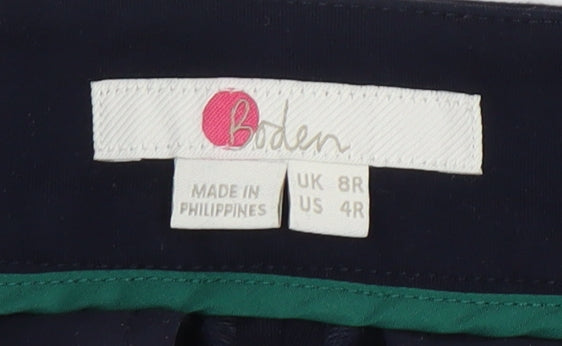 Boden
MADE IN
PHILIPPINES
UK 8R
US 4R